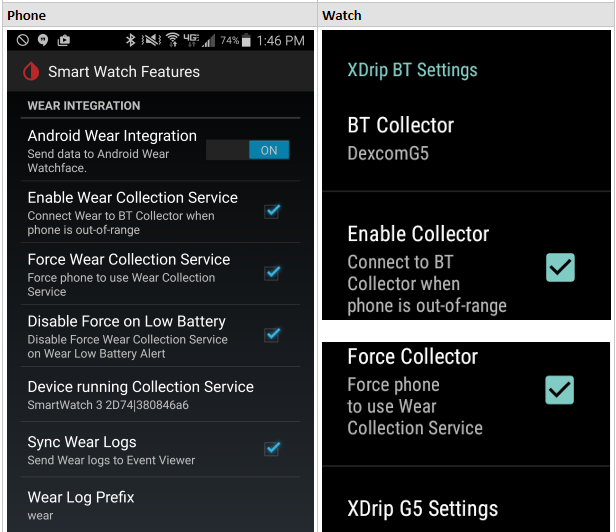 Phone
Watch
74% 1:46 PM
Smart Watch Features
WEAR INTEGRATION
Android Wear Integration
Send data to Android Wear
Watchface.
ON
Enable Wear Collection Service
Connect Wear to BT Collector when
phone is out-of-range
Force Wear Collection Service
Force phone to use Wear Collection
Service
Disable Force on Low Battery
Disable Force Wear Collection Service
on Wear Low Battery Alert
Device running Collection Service
SmartWatch 3 2D74|380846a6
Sync Wear Logs
Send Wear logs to Event Viewer
Wear Log Prefix
wear
XDrip BT Settings
BT Collector
DexcomG5
Enable Collector
Connect to BT
Collector when
phone is out-of-range
Force Collector
Force phone
to use Wear
Collection Service
XDrip G5 Settings